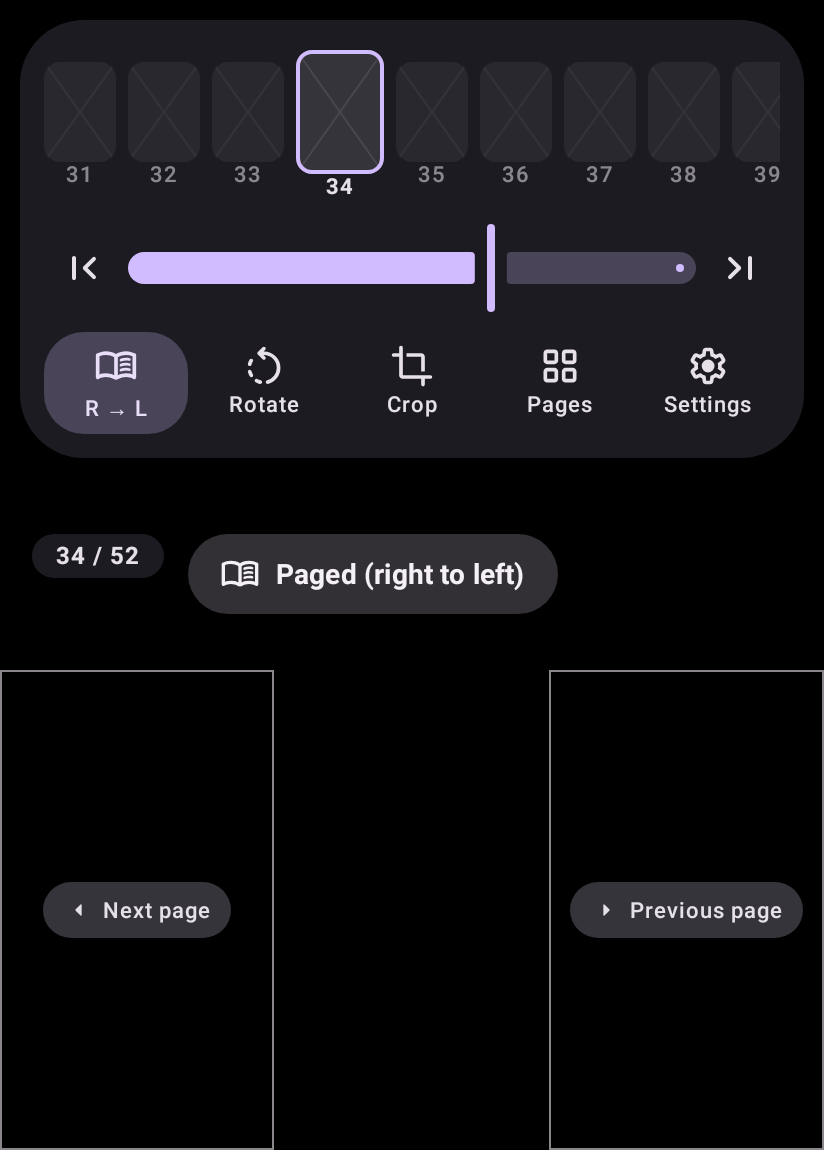 31 32 33 34 35 36 37 38 39
R → L Rotate Crop Pages Settings
34 / 52
Paged (right to left)
Next page
Previous page